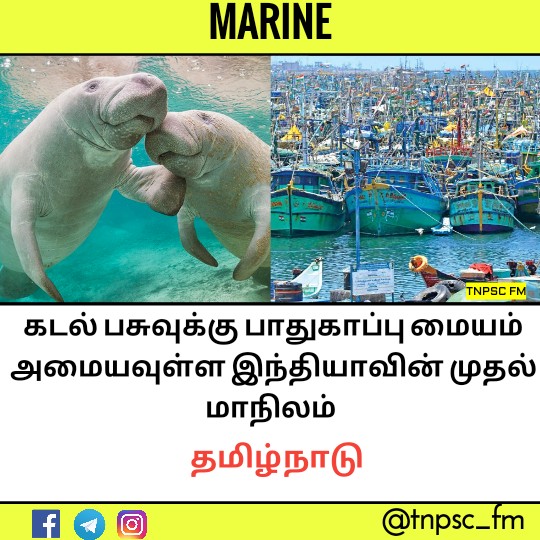 MARINE
TNPSC FM
கடல் பசுவுக்கு பாதுகாப்பு மையம்
அமையவுள்ள இந்தியாவின் முதல்
மாநிலம்
தமிழ்நாடு
@tnpsc_fm